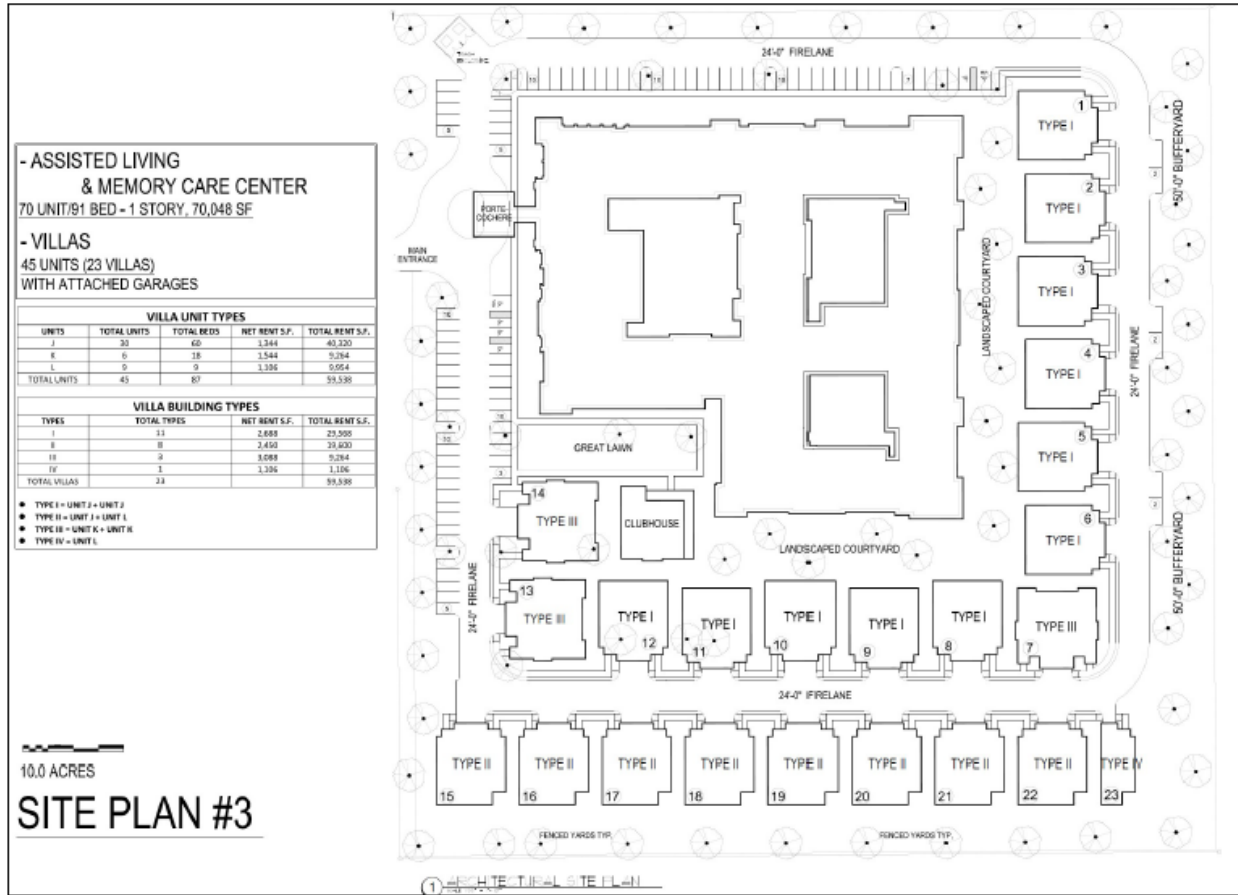 - ASSISTED LIVING
& MEMORY CARE CENTER
70 UNIT/91 BED - 1 STORY, 70,048 SF
- VILLAS
45 UNITS (23 VILLAS)
WITH ATTACHED GARAGES
VILLA UNIT TYPES
UNITS TOTAL UNITS TOTAL BEDS NET RENT S.F. TOTAL RENT S.F.
J 30 60 1,344 40,320
K 6 18 1,544 9,264
L 9 9 1,106 9,954
TOTAL UNITS 45 87 59,538
VILLA BUILDING TYPES
TYPES TOTAL TYPES NET RENT S.F. TOTAL RENT S.F.
I 11 2,688 29,568
II 8 2,450 19,600
III 3 3,088 9,264
IV 1 1,106 1,106
TOTAL VILLAS 23 59,538
TYPE I = UNIT J + UNIT J
TYPE II = UNIT J + UNIT L
TYPE III = UNIT K + UNIT K
TYPE IV = UNIT L
10.0 ACRES
SITE PLAN #3
24'-0" FIRELANE
PORTE-
COCHERE
MAIN
ENTRANCE
1
TYPE I
2
TYPE I
3
TYPE I
4
TYPE I
5
TYPE I
6
TYPE I
50'-0" BUFFERYARD
24'-0" FIRELANE
50'-0" BUFFERYARD
LANDSCAPED COURTYARD
GREAT LAWN
14
TYPE III
CLUBHOUSE
LANDSCAPED COURTYARD
24'-0" FIRELANE
13
TYPE III
TYPE I
12
TYPE I
11
TYPE I
10
TYPE I
9
TYPE I
8
TYPE III
7
24'-0" IFIRELANE
TYPE II
15
TYPE II
16
TYPE II
17
TYPE II
18
TYPE II
19
TYPE II
20
TYPE II
21
TYPE II
22
TYPE IV
23
FENCED YARDS TYP.
FENCED YARDS TYP.
1 ARCHITECTURAL SITE PLAN